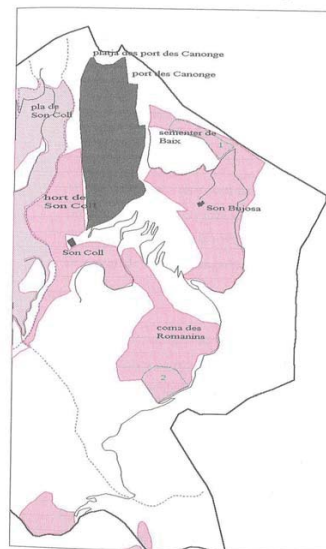 platja des port des Canonge
port des Canonge
pla de
Son Coll
sementer de
Baix
1
hort de
Son Coll
Son Bujosa
Son Coll
coma des
Romanins
2